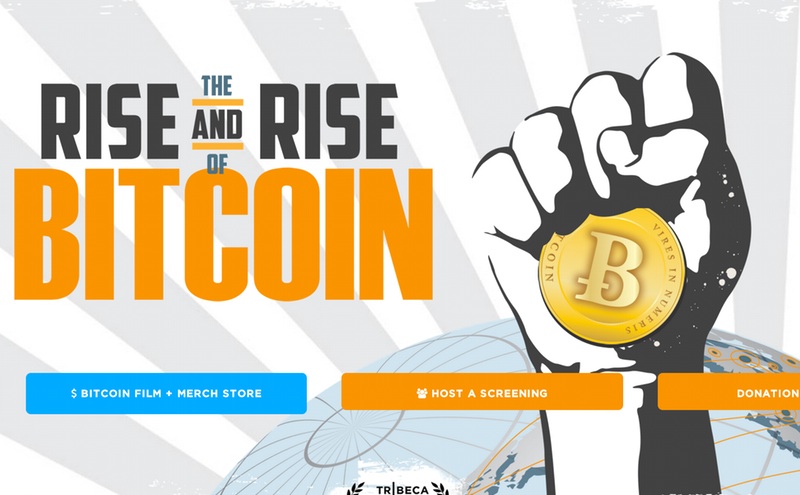 THE
RISE AND RISE
OF
BITCOIN
BITCOIN
VIRES IN NUMERIS
$ BITCOIN FILM + MERCH STORE
HOST A SCREENING
DONATION
TRIBECA